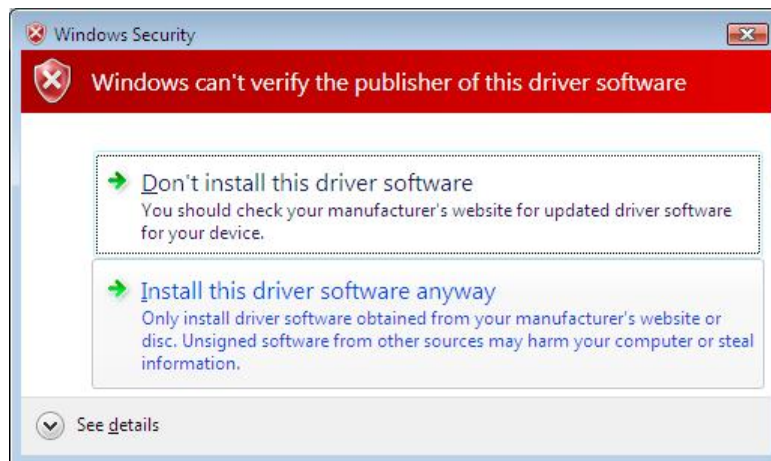 Windows Security
Windows can't verify the publisher of this driver software
Don't install this driver software
You should check your manufacturer's website for updated driver software
for your device.
Install this driver software anyway
Only install driver software obtained from your manufacturer's website or
disc. Unsigned software from other sources may harm your computer or steal
information.
See details